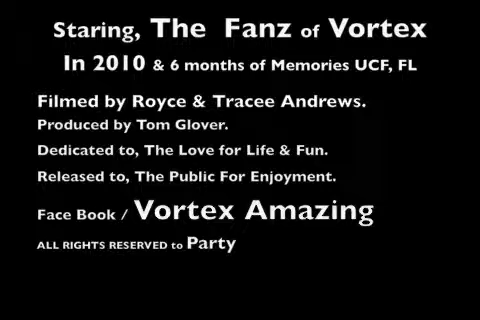 Staring, The Fanz of Vortex
In 2010 & 6 months of Memories UCF, FL
Filmed by Royce & Tracee Andrews.
Produced by Tom Glover.
Dedicated to, The Love for Life & Fun.
Released to, The Public For Enjoyment.
Face Book / Vortex Amazing
ALL RIGHTS RESERVED to Party